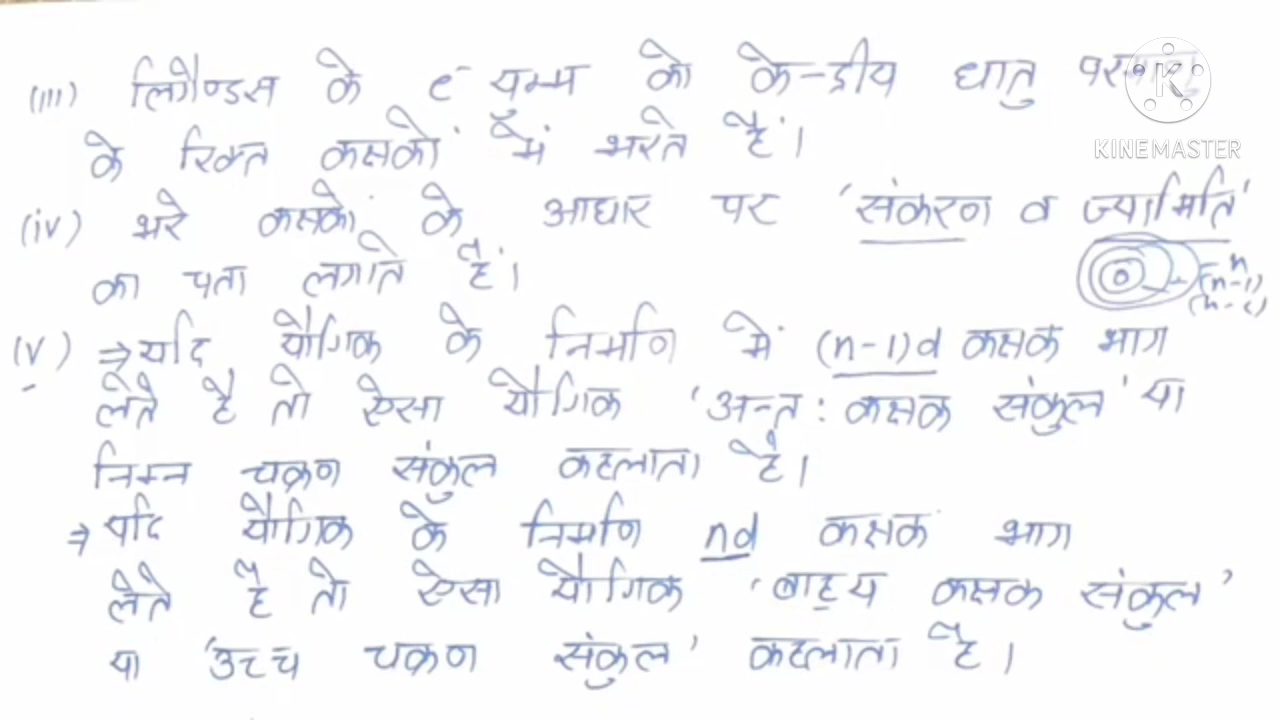 (iii) लिगैण्डस के e⁻ युग्म को केन्द्रीय धातु परमाणु
के रिक्त कक्षकों में भरते हैं।
(iv) भरे कक्षकों के आधार पर 'संकरण व ज्यामिति'
का पता लगाते हैं।
n
(n-1)
(v) ⇒ यदि यौगिक के निर्माण में (n-1)d कक्षक भाग
लेते है तो ऐसा यौगिक 'अन्त: कक्षक संकुल' या
निम्न चक्रण संकुल कहलाता है।
⇒ यदि यौगिक के निर्माण nd कक्षक भाग
लेते है तो ऐसा यौगिक 'बाह्य कक्षक संकुल'
या 'उच्च चक्रण संकुल' कहलाता है।
KINEMASTER